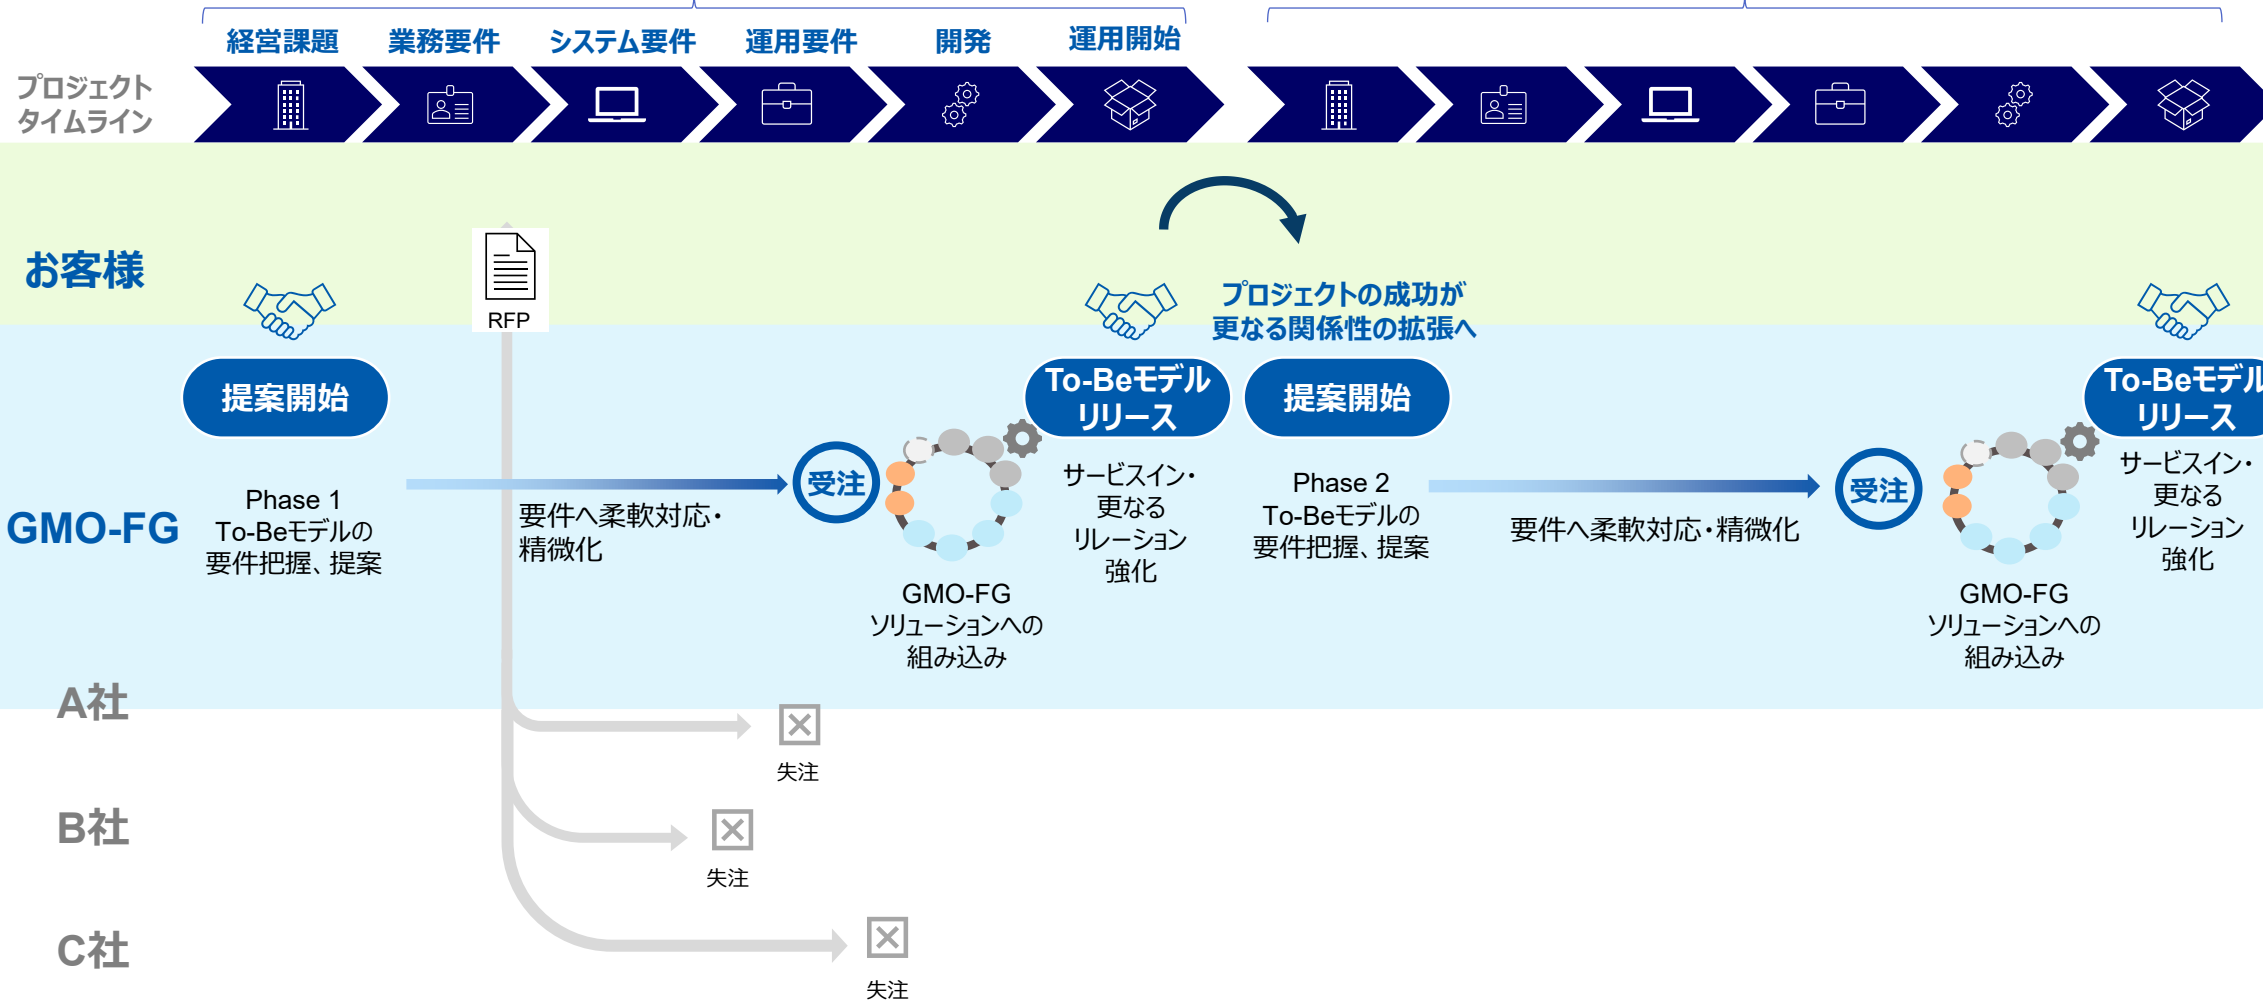 経営課題
業務要件
システム要件
運用要件
開発
運用開始
プロジェクト
タイムライン
お客様
RFP
プロジェクトの成功が
更なる関係性の拡張へ
GMO-FG
提案開始
Phase 1
To-Beモデルの
要件把握、提案
要件へ柔軟対応・
精微化
受注
GMO-FG
ソリューションへの
組み込み
To-Beモデル
リリース
サービスイン・
更なる
リレーション
強化
提案開始
Phase 2
To-Beモデルの
要件把握、提案
要件へ柔軟対応・精微化
受注
GMO-FG
ソリューションへの
組み込み
To-Beモデル
リリース
サービスイン・
更なる
リレーション
強化
A社
失注
B社
失注
C社
失注